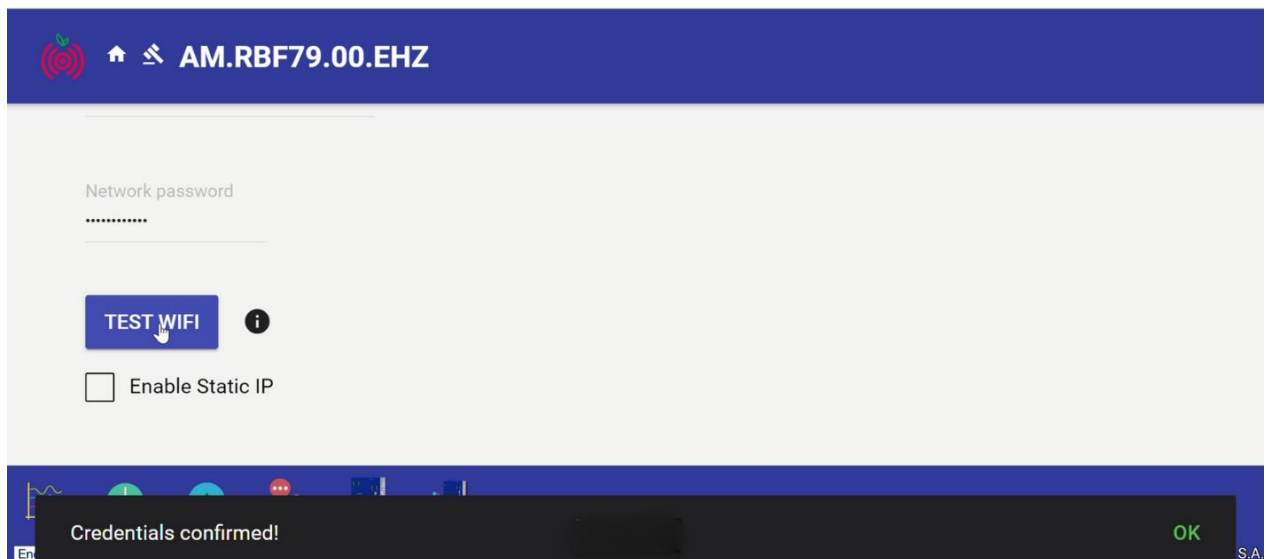 AM.RBF79.00.EHZ
Network password
••••••••••••
TEST WIFI
Enable Static IP
Credentials confirmed!
OK
S.A.